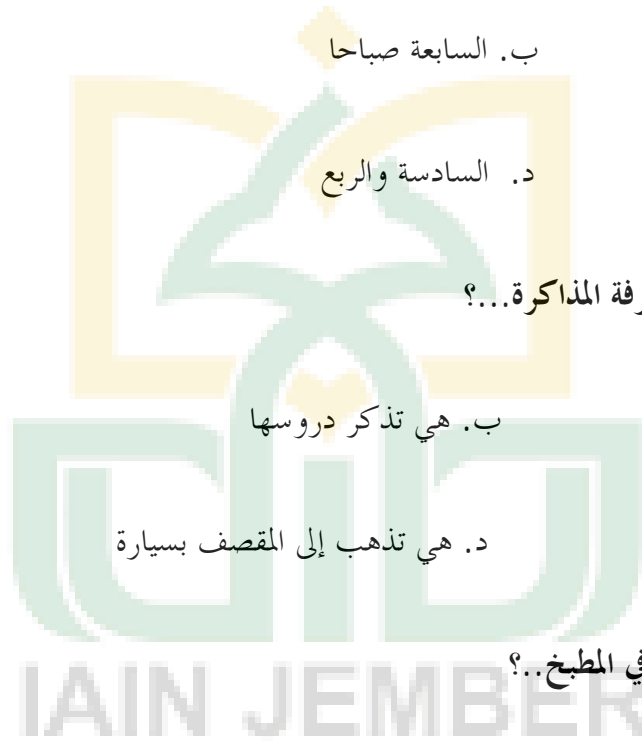 ب. السابعة صباحا
د. السادسة والربع
رفة المذاكرة...؟
ب. هي تذكر دروسها
د. هي تذهب إلى المقصف بسيارة
في المطبخ..؟
IAIN JEMBER